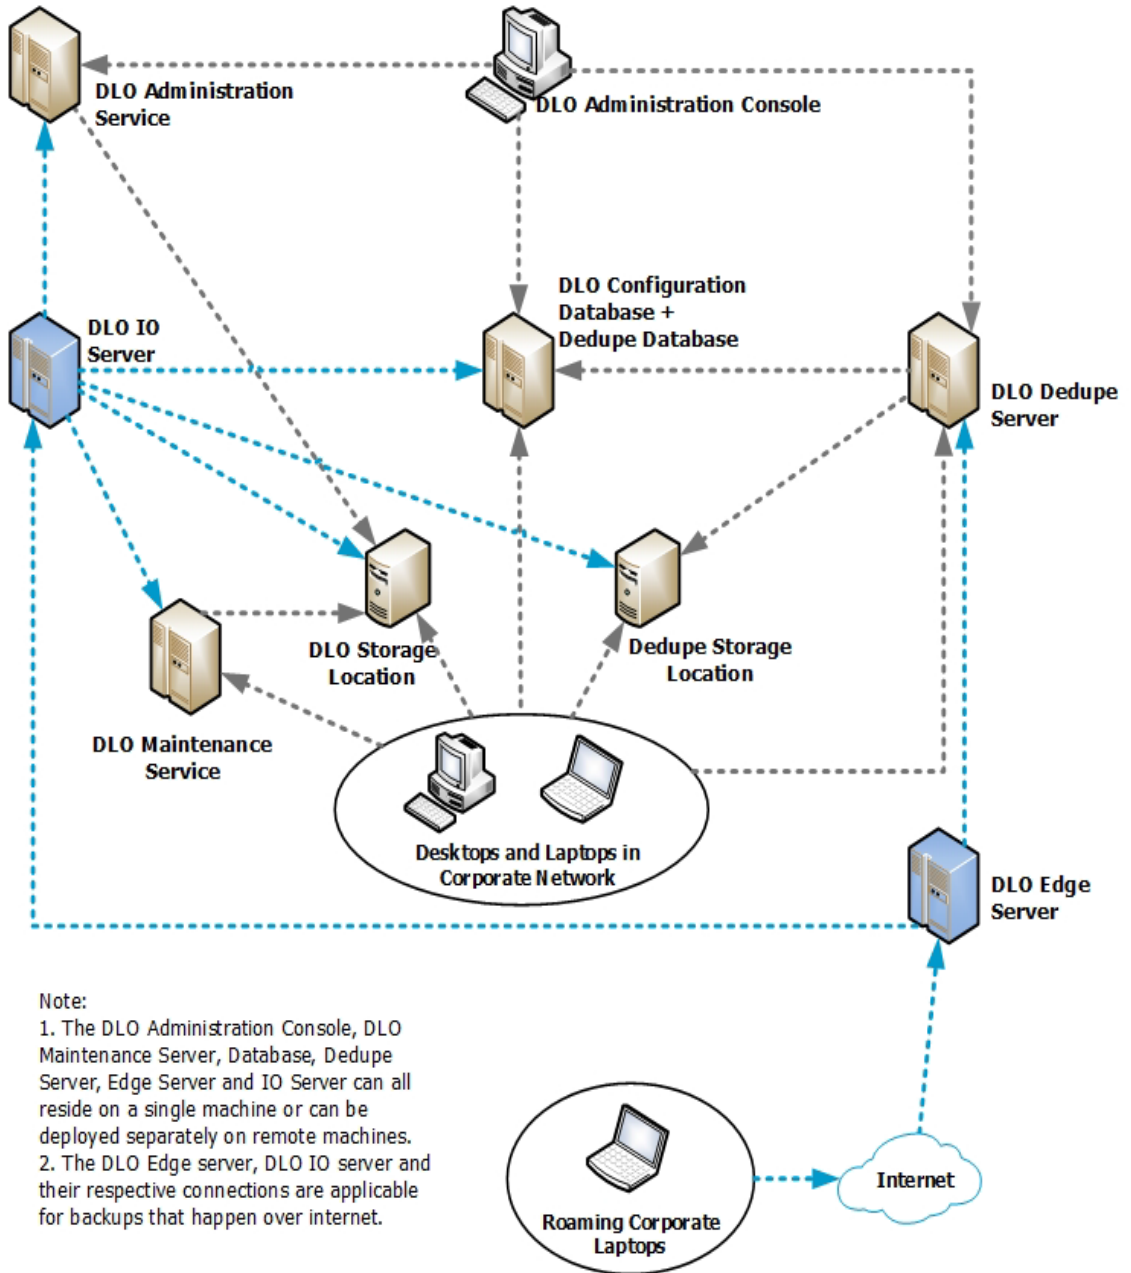 DLO Administration
Service
DLO Administration Console
DLO Configuration
Database +
Dedupe Database
DLO IO
Server
DLO Dedupe
Server
DLO Storage
Location
Dedupe Storage
Location
DLO Maintenance
Service
Desktops and Laptops in
Corporate Network
DLO Edge
Server
Note:
1. The DLO Administration Console, DLO
Maintenance Server, Database, Dedupe
Server, Edge Server and IO Server can all
reside on a single machine or can be
deployed separately on remote machines.
2. The DLO Edge server, DLO IO server and
their respective connections are applicable
for backups that happen over internet.
Internet
Roaming Corporate
Laptops